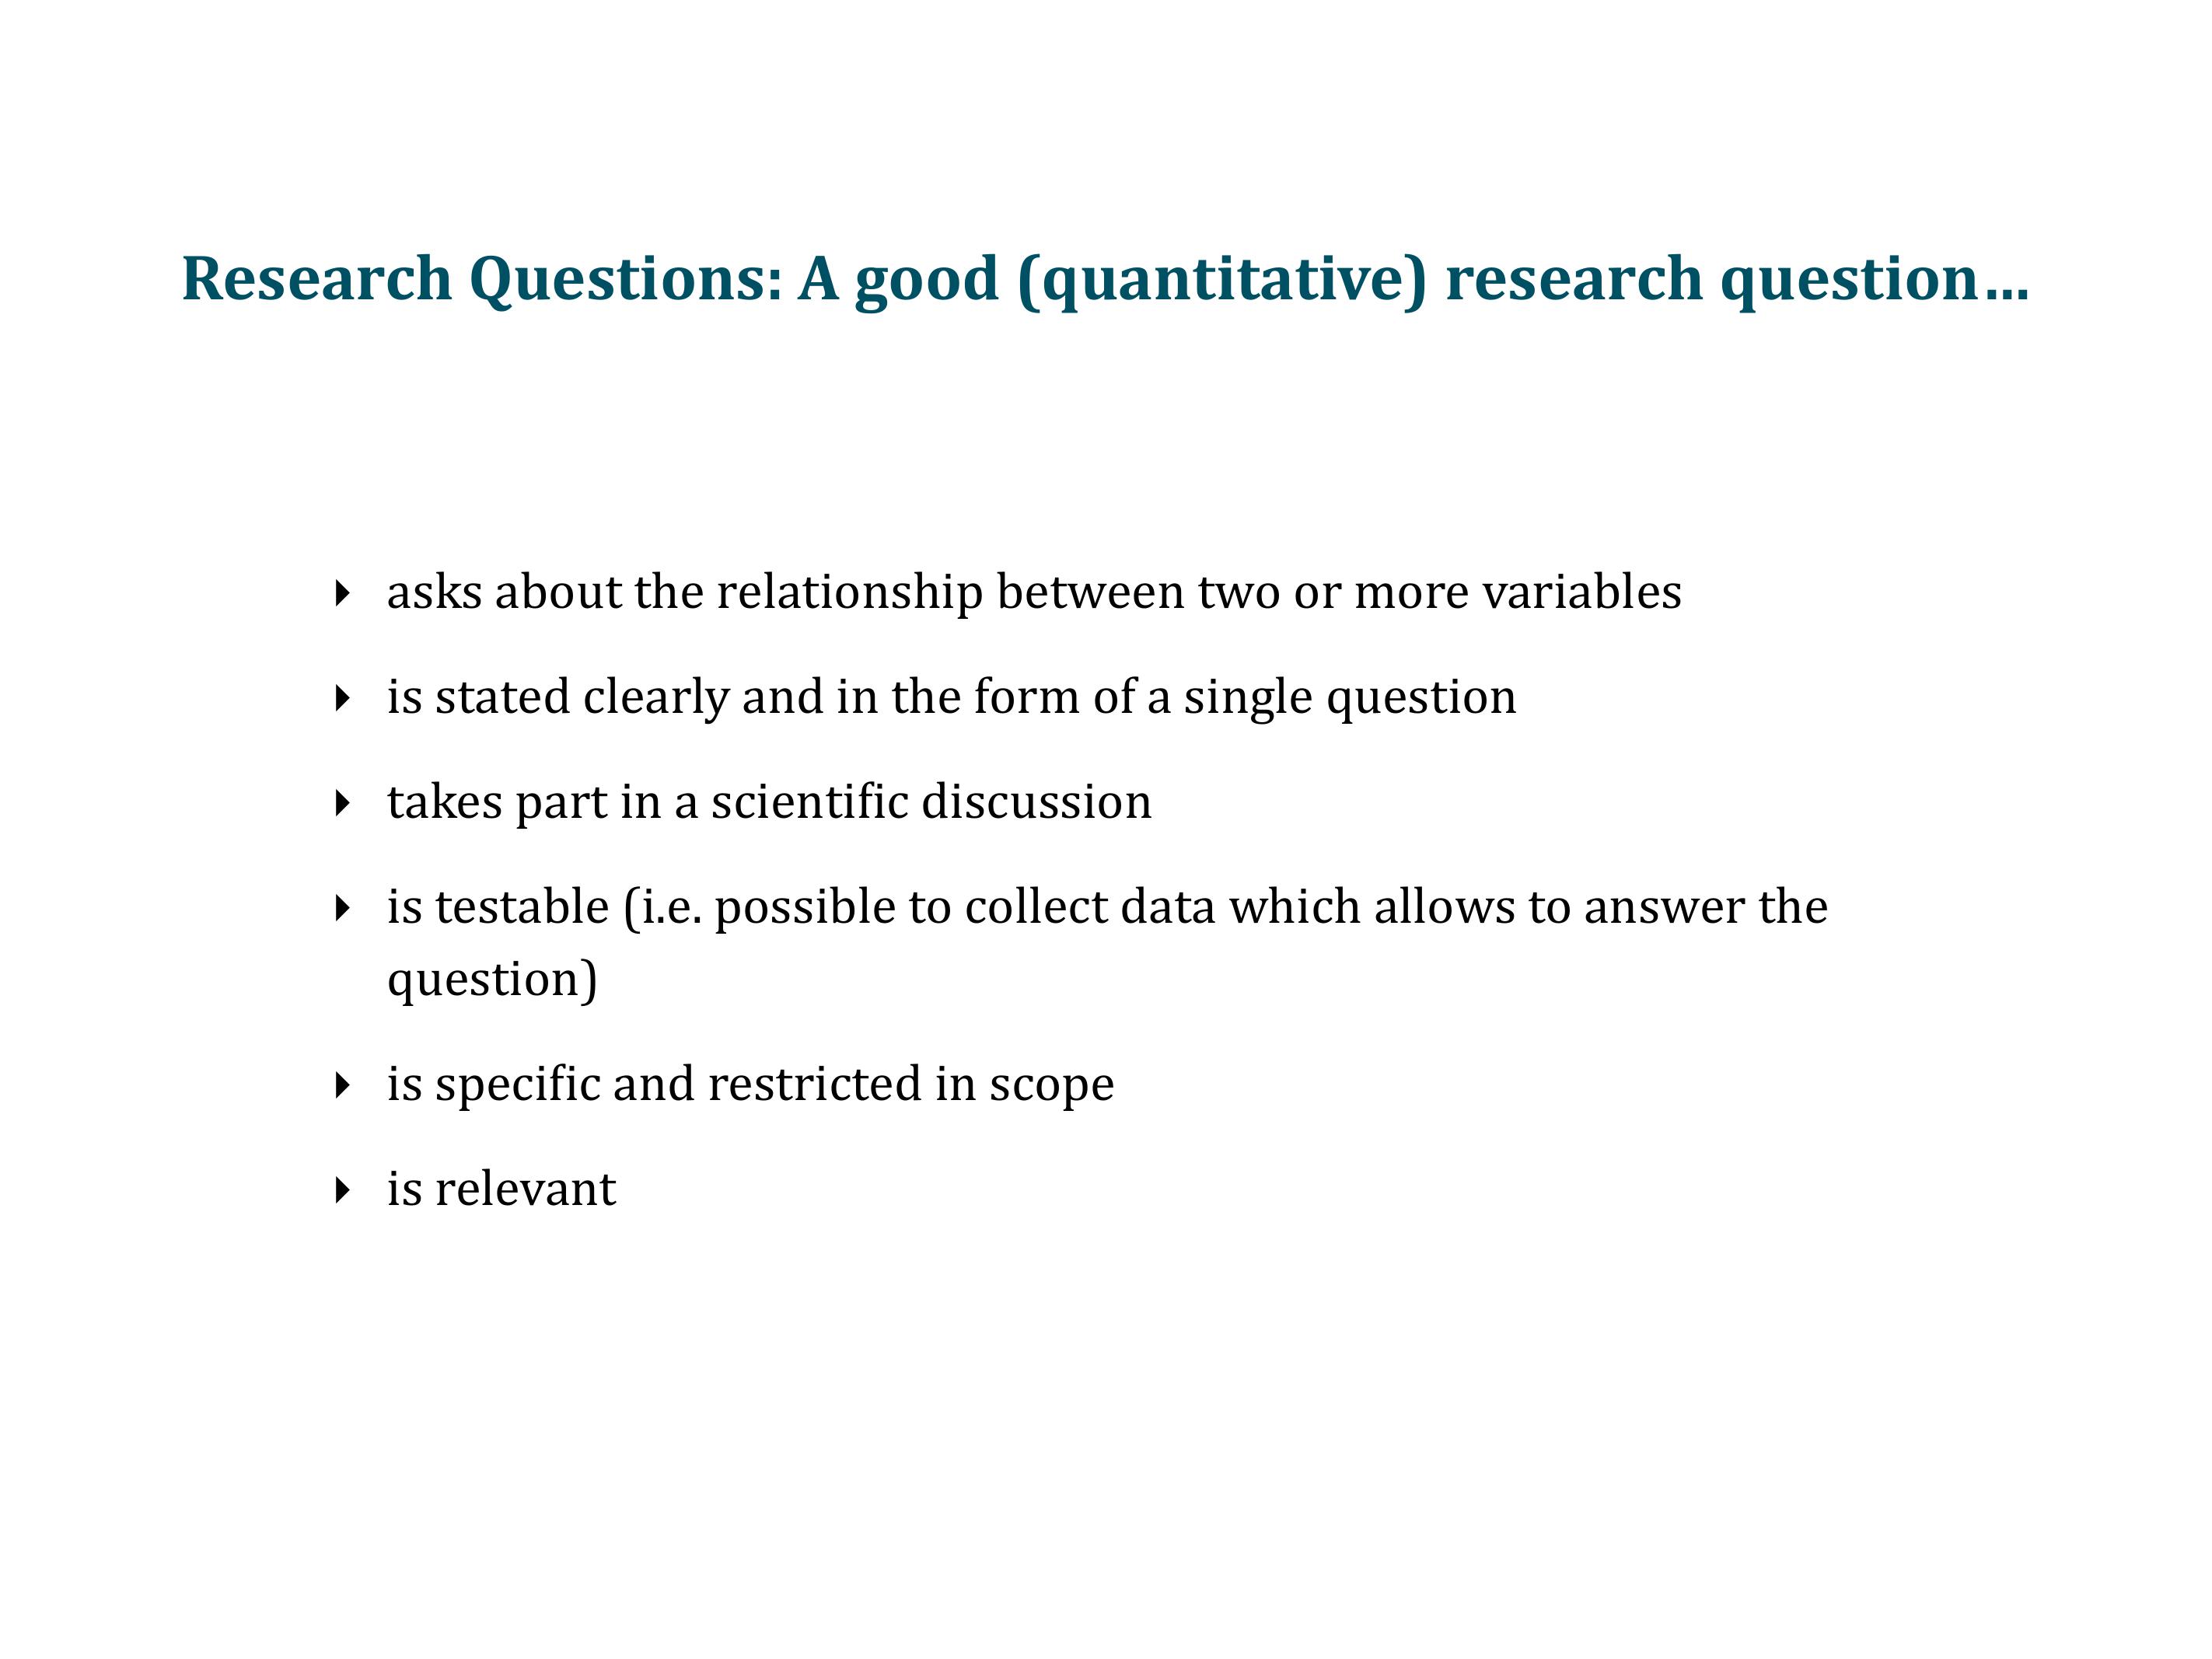 Research Questions: A good (quantitative) research question…
asks about the relationship between two or more variables
is stated clearly and in the form of a single question
takes part in a scientific discussion
is testable (i.e. possible to collect data which allows to answer the
question)
is specific and restricted in scope
is relevant